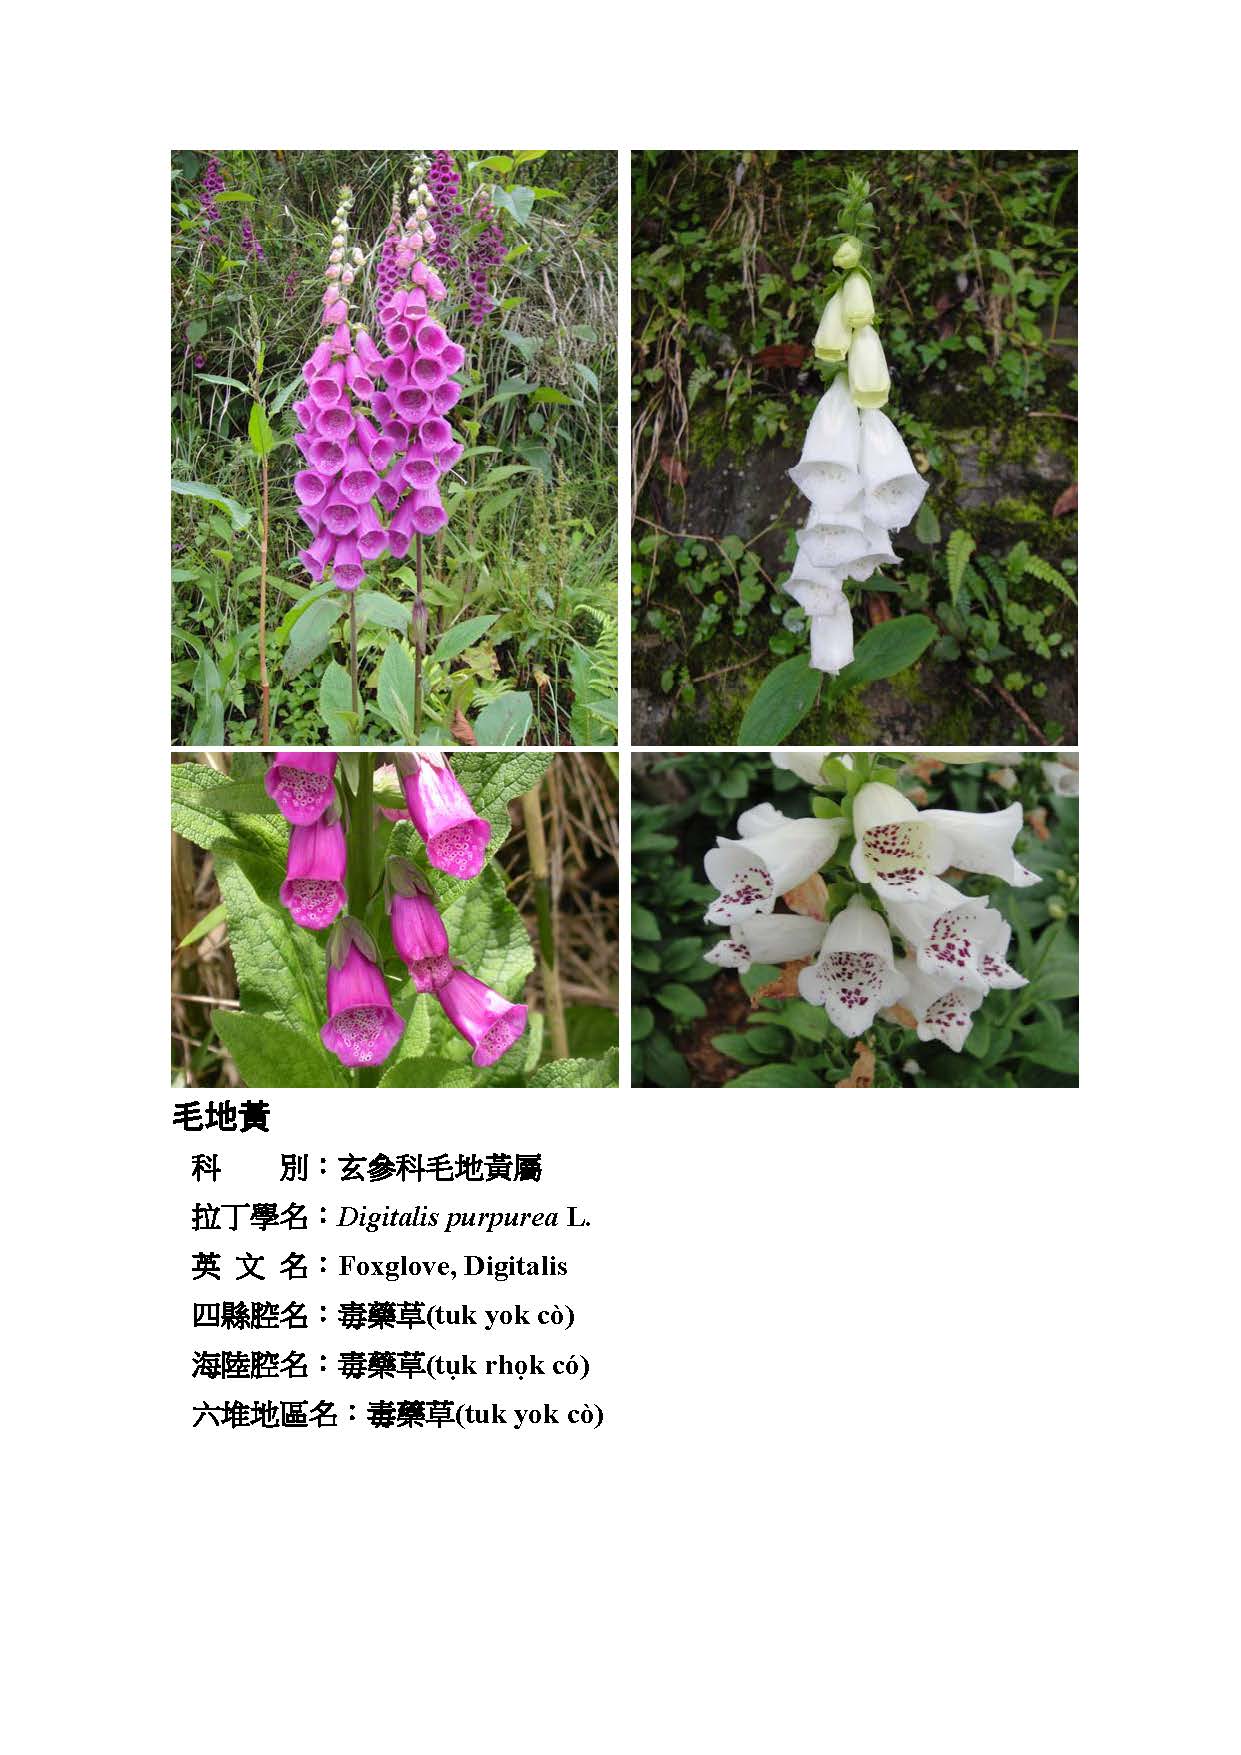 毛地黃
科　　別：玄參科毛地黃屬
拉丁學名：Digitalis purpurea L.
英 文 名：Foxglove, Digitalis
四縣腔名：毒藥草(tuk yok cò)
海陸腔名：毒藥草(tụk rhọk có)
六堆地區名：毒藥草(tuk yok cò)